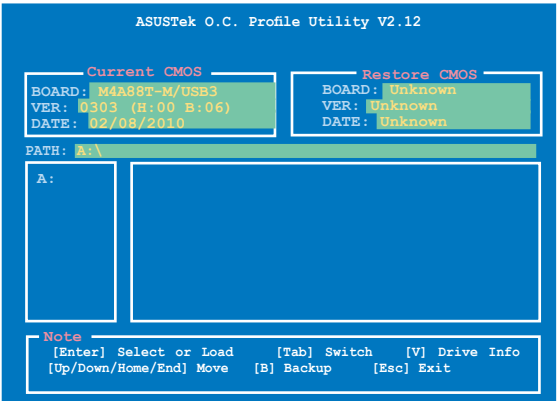 ASUSTek O.C. Profile Utility V2.12
Current CMOS
BOARD: M4A88T-M/USB3
VER: 0303 (H:00 B:06)
DATE: 02/08/2010
Restore CMOS
BOARD: Unknown
VER: Unknown
DATE: Unknown
PATH: A:\
A:
Note
[Enter] Select or Load [Tab] Switch [V] Drive Info
[Up/Down/Home/End] Move [B] Backup [Esc] Exit